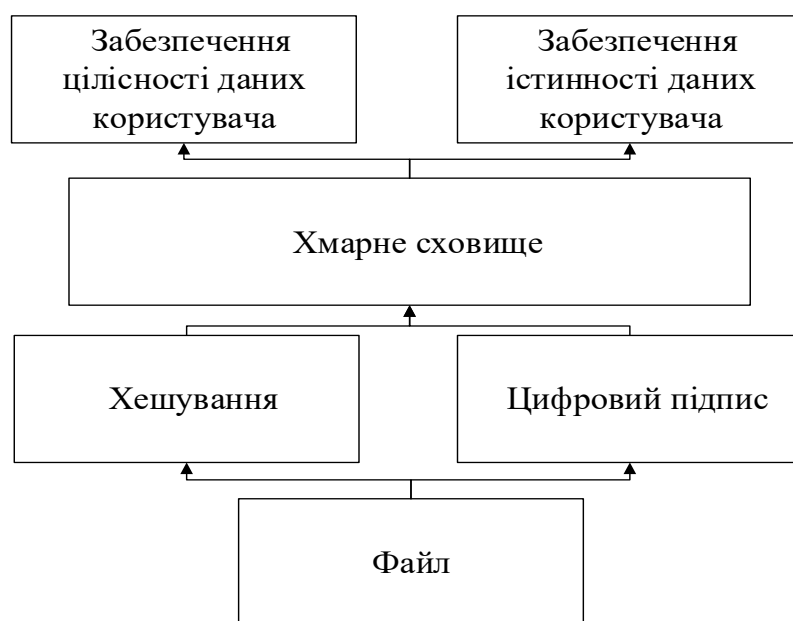 Забезпечення
цілісності даних
користувача
Забезпечення
істинності даних
користувача
Хмарне сховище
Хешування
Цифровий підпис
Файл